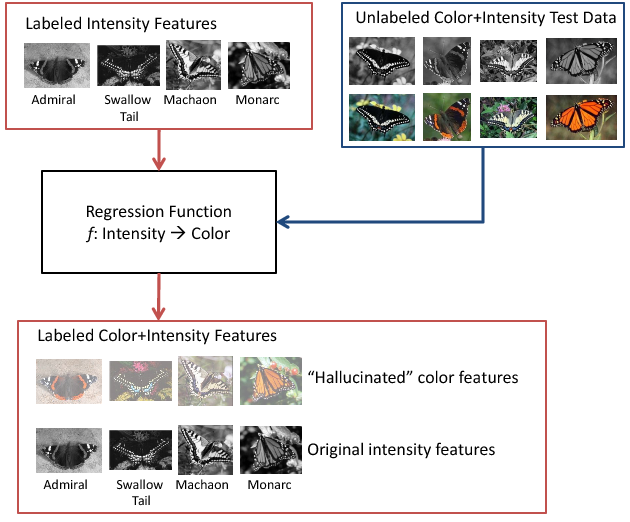 Labeled Intensity Features
Admiral
Swallow
Tail
Machaon
Monarc
Unlabeled Color+Intensity Test Data
Regression Function
f: Intensity → Color
Labeled Color+Intensity Features
“Hallucinated” color features
Original intensity features
Admiral
Swallow
Tail
Machaon
Monarc